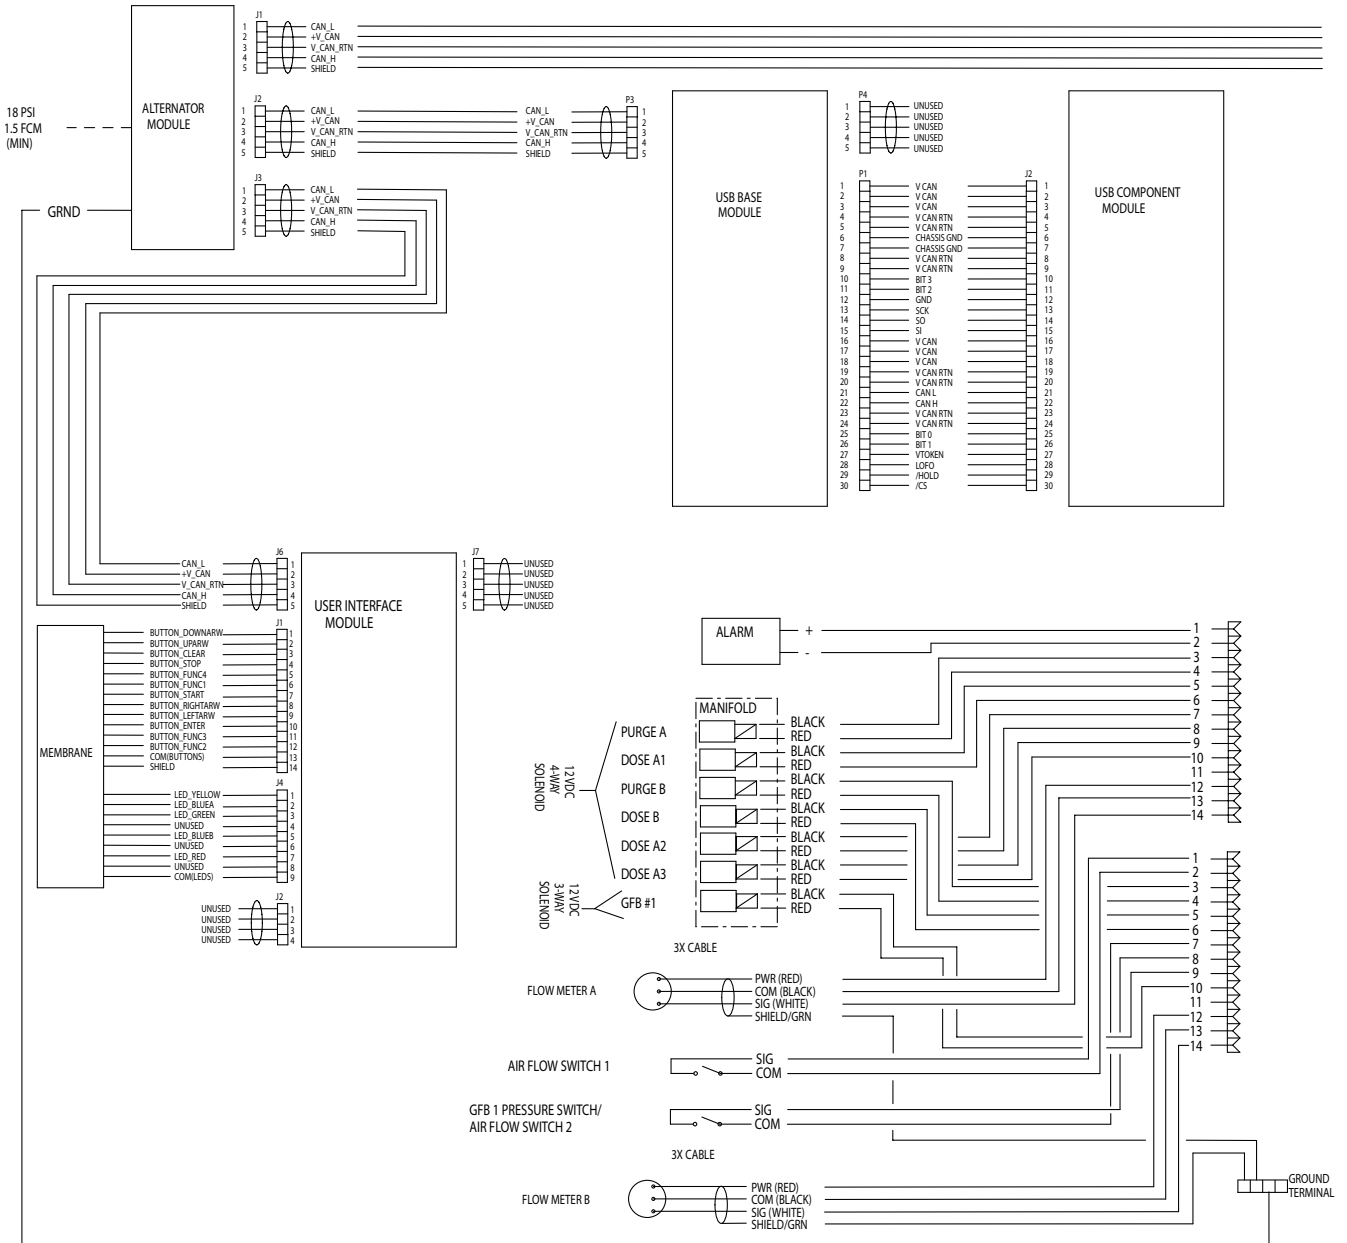 J1
1 CAN_L
2 +V_CAN
3 V_CAN_RTN
4 CAN_H
5 SHIELD
ALTERNATOR
MODULE
18 PSI
1.5 FCM
(MIN)
GRND
J2
1 CAN_L
2 +V_CAN
3 V_CAN_RTN
4 CAN_H
5 SHIELD
P3
CAN_L 1
+V_CAN 2
V_CAN_RTN 3
CAN_H 4
SHIELD 5
J3
1 CAN_L
2 +V_CAN
3 V_CAN_RTN
4 CAN_H
5 SHIELD
USB BASE
MODULE
P4
1 UNUSED
2 UNUSED
3 UNUSED
4 UNUSED
5 UNUSED
USB COMPONENT
MODULE
P1 J2
1 V CAN 1
2 V CAN 2
3 V CAN 3
4 V CAN RTN 4
5 V CAN RTN 5
6 CHASSIS GND 6
7 CHASSIS GND 7
8 V CAN RTN 8
9 V CAN RTN 9
10 BIT 3 10
11 BIT 2 11
12 GND 12
13 SCK 13
14 SO 14
15 SI 15
16 V CAN 16
17 V CAN 17
18 V CAN 18
19 V CAN RTN 19
20 V CAN RTN 20
21 CAN L 21
22 CAN H 22
23 V CAN RTN 23
24 V CAN RTN 24
25 BIT 0 25
26 BIT 1 26
27 VTOKEN 27
28 LOFO 28
29 /HOLD 29
30 /CS 30
J6
CAN_L 1
+V_CAN 2
V_CAN_RTN 3
CAN_H 4
SHIELD 5
USER INTERFACE
MODULE
J7
1 UNUSED
2 UNUSED
3 UNUSED
4 UNUSED
5 UNUSED
MEMBRANE
J1
BUTTON_DOWNARW 1
BUTTON_UPARW 2
BUTTON_CLEAR 3
BUTTON_STOP 4
BUTTON_FUNC4 5
BUTTON_FUNC1 6
BUTTON_START 7
BUTTON_RIGHTARW 8
BUTTON_LEFTARW 9
BUTTON_ENTER 10
BUTTON_FUNC3 11
BUTTON_FUNC2 12
COM(BUTTONS) 13
SHIELD 14
J4
LED_YELLOW 1
LED_BLUEA 2
LED_GREEN 3
UNUSED 4
LED_BLUEB 5
UNUSED 6
LED_RED 7
UNUSED 8
COM(LEDS) 9
J2
UNUSED 1
UNUSED 2
UNUSED 3
UNUSED 4
ALARM
+
-
MANIFOLD
12 VDC
4-WAY
SOLENOID
PURGE A BLACK
RED
DOSE A1 BLACK
RED
PURGE B BLACK
RED
DOSE B BLACK
RED
DOSE A2 BLACK
RED
DOSE A3 BLACK
RED
12 VDC
3-WAY
SOLENOID
GFB #1 BLACK
RED
1
2
3
4
5
6
7
8
9
10
11
12
13
14
1
2
3
4
5
6
7
8
9
10
11
12
13
14
3X CABLE
FLOW METER A
PWR (RED)
COM (BLACK)
SIG (WHITE)
SHIELD/GRN
AIR FLOW SWITCH 1
SIG
COM
GFB 1 PRESSURE SWITCH/
AIR FLOW SWITCH 2
SIG
COM
3X CABLE
FLOW METER B
PWR (RED)
COM (BLACK)
SIG (WHITE)
SHIELD/GRN
GROUND
TERMINAL